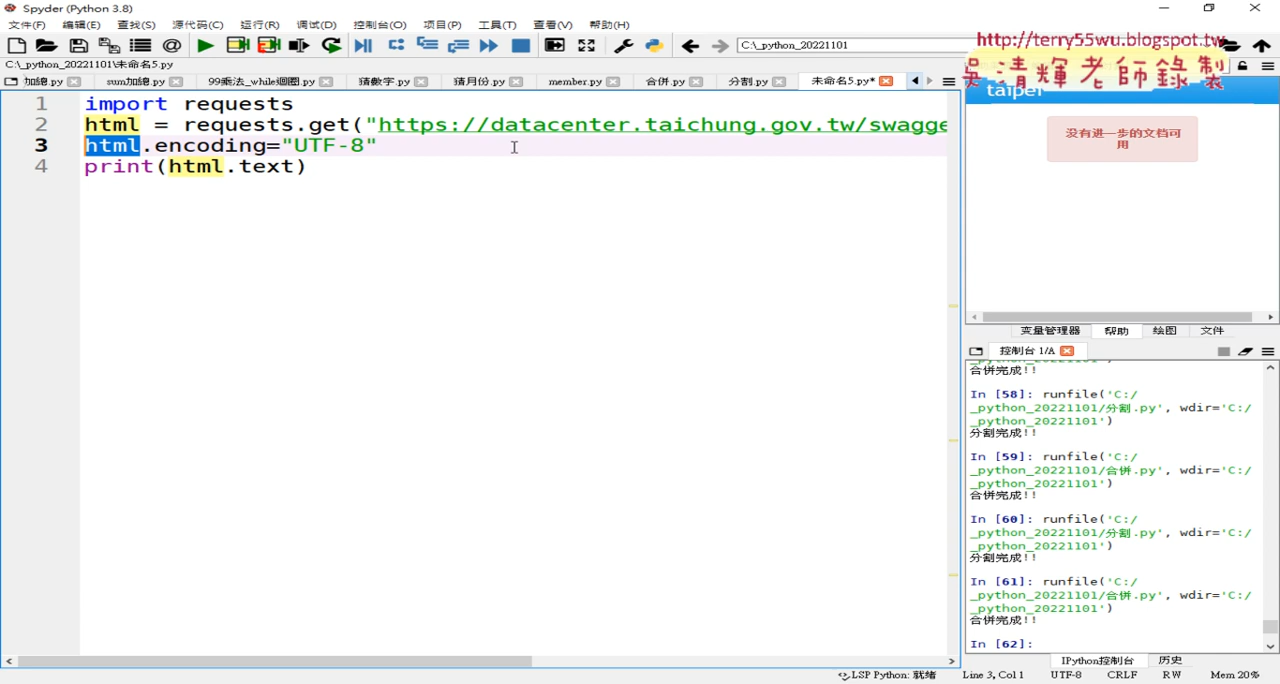 Spyder (Python 3.8)
文件(F) 编辑(E) 查找(S) 源代码(C) 运行(R) 调试(D) 控制台(O) 项目(P) 工具(T) 查看(V) 帮助(H)
C:\_python_20221101
http://terry55wu.blogspot.tw
吳清輝老師錄製
C:\_python_20221101\未命名5.py
加總.py sum加總.py 99乘法_while迴圈.py 猜數字.py 猜月份.py member.py 合併.py 分割.py 未命名5.py*
taipei
1 import requests
2 html = requests.get("https://datacenter.taichung.gov.tw/swagge
3 html.encoding="UTF-8"
4 print(html.text)
没有进一步的文档可
用
变量管理器 帮助 绘图 文件
控制台 1/A
合併完成!!
In [58]: runfile('C:/
_python_20221101/分割.py', wdir='C:/
_python_20221101')
分割完成!!
In [59]: runfile('C:/
_python_20221101/合併.py', wdir='C:/
_python_20221101')
合併完成!!
In [60]: runfile('C:/
_python_20221101/分割.py', wdir='C:/
_python_20221101')
分割完成!!
In [61]: runfile('C:/
_python_20221101/合併.py', wdir='C:/
_python_20221101')
合併完成!!
In [62]:
IPython控制台 历史
LSP Python: 就绪 Line 3, Col 1 UTF-8 CRLF RW Mem 20%